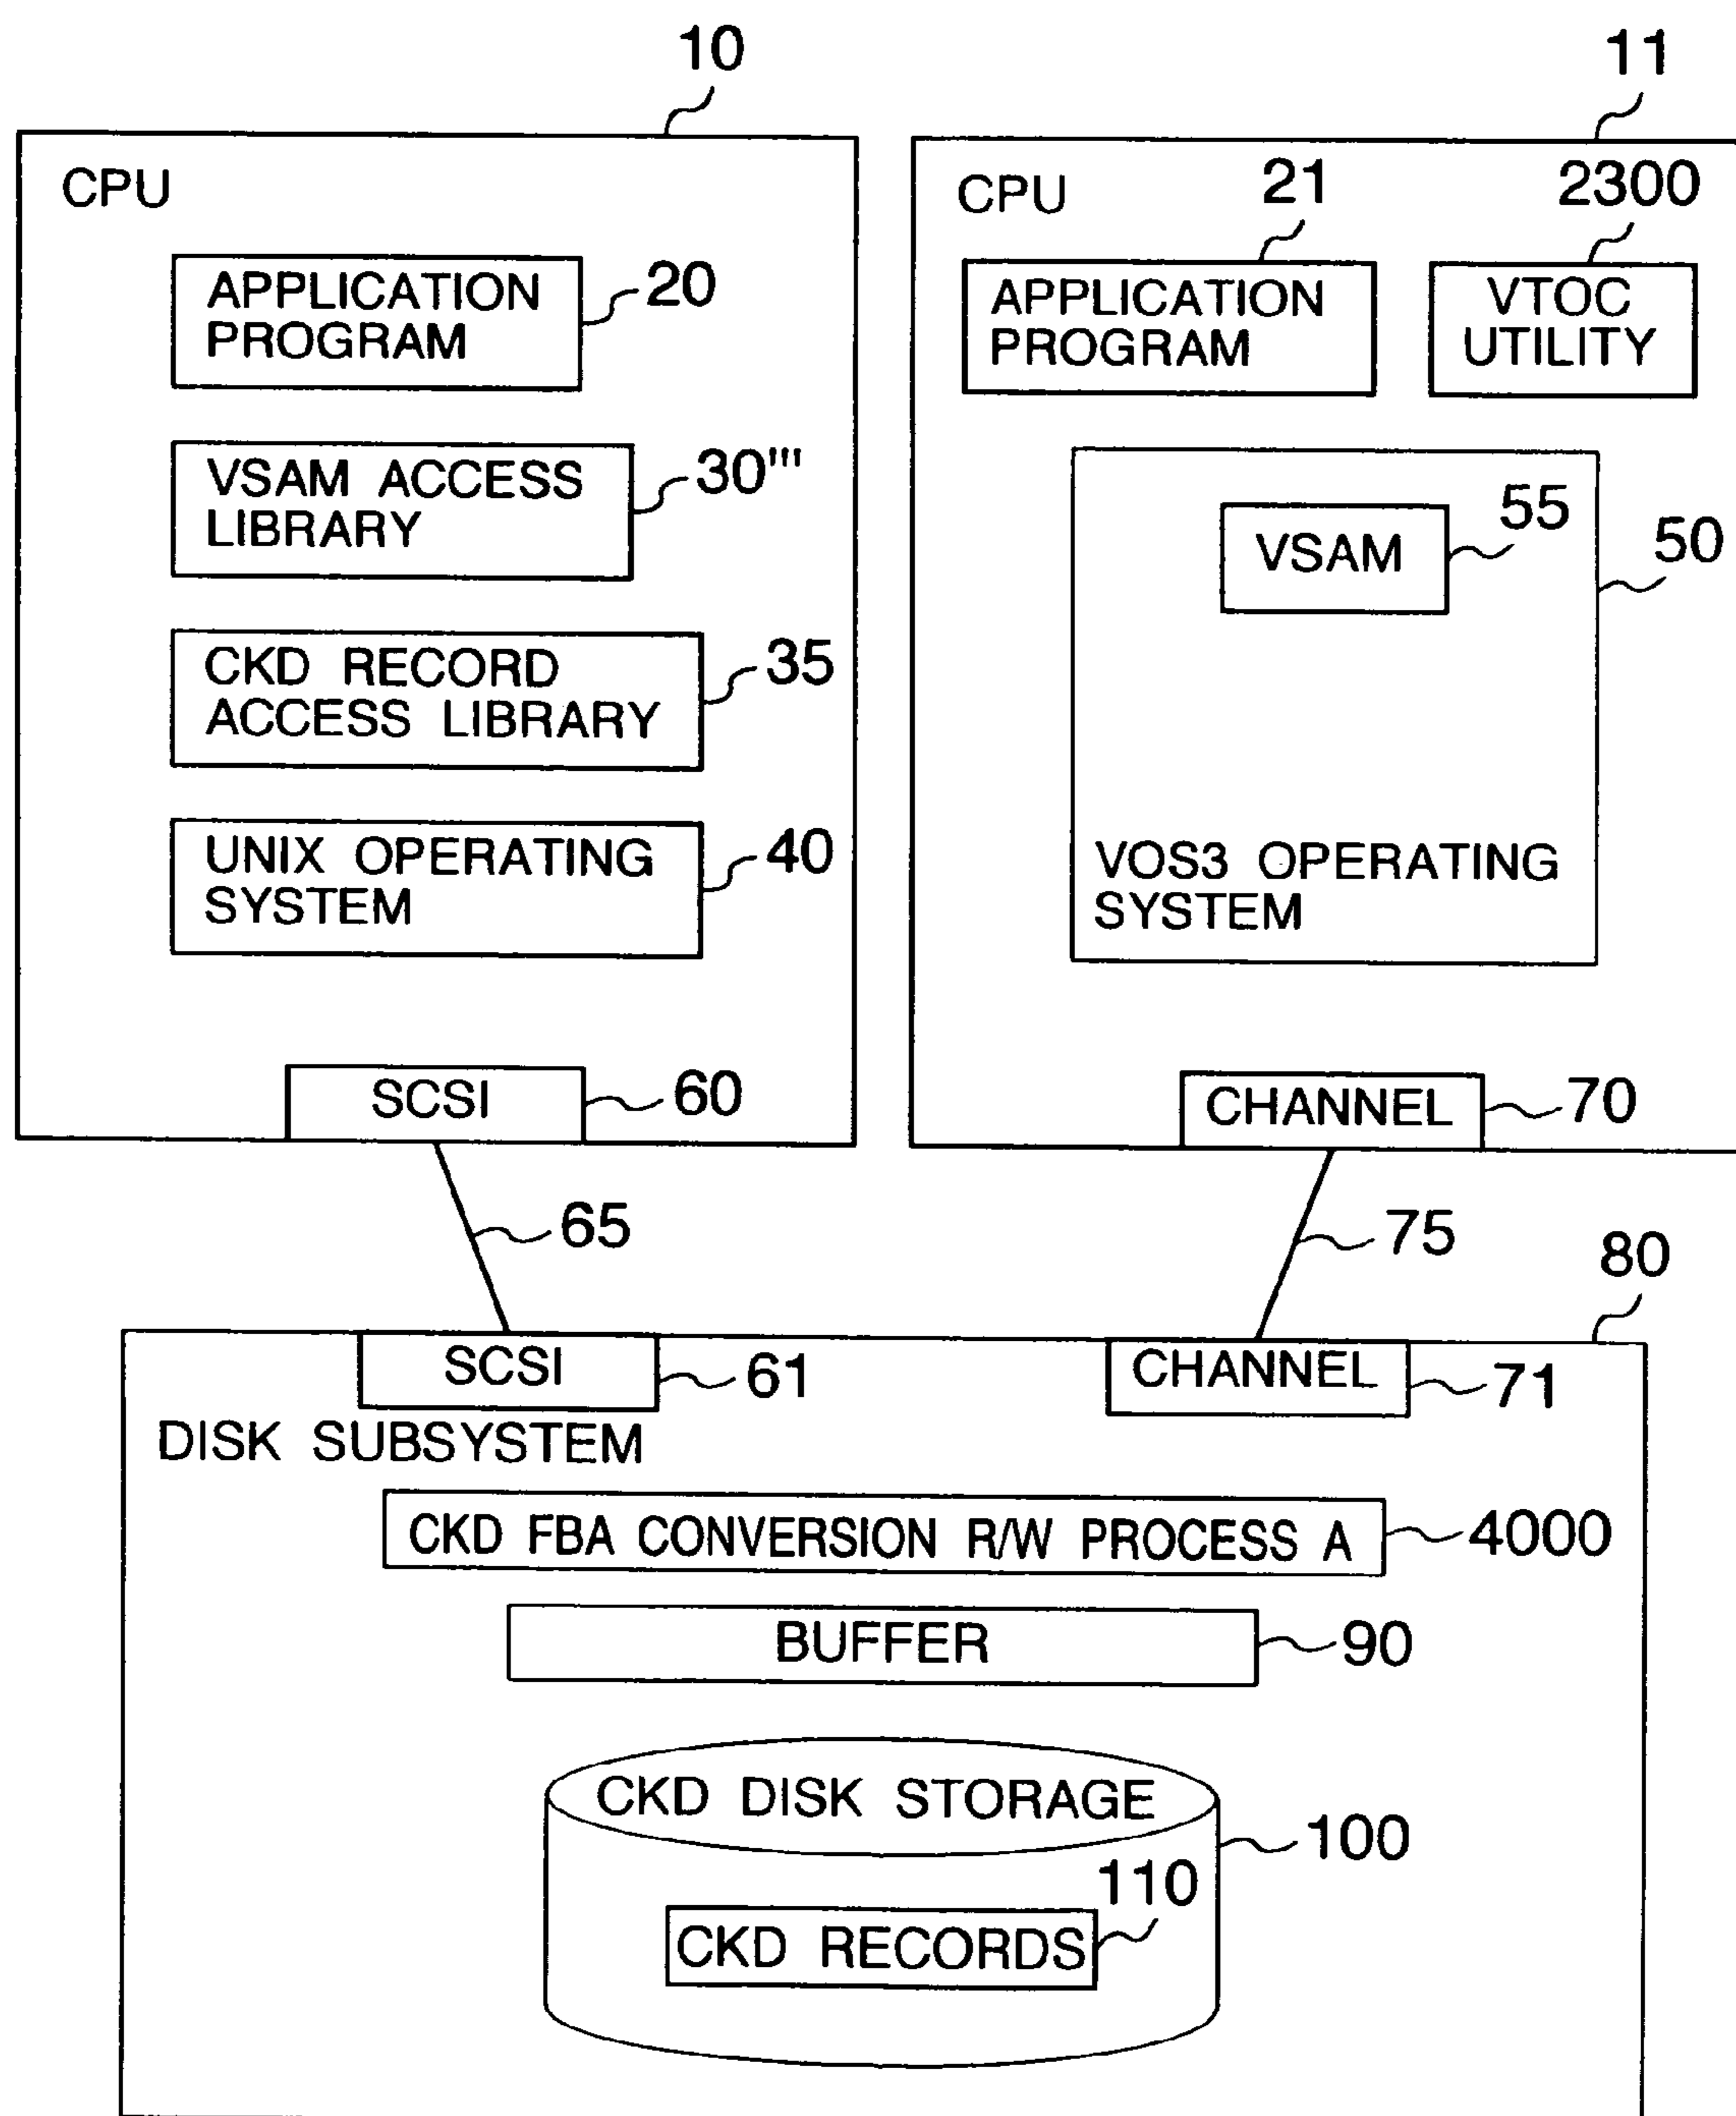 10
11
CPU
CPU
21
2300
APPLICATION
PROGRAM
20
APPLICATION
PROGRAM
VTOC
UTILITY
VSAM ACCESS
LIBRARY
30'''
VSAM
55
50
CKD RECORD
ACCESS LIBRARY
35
UNIX OPERATING
SYSTEM
40
VOS3 OPERATING
SYSTEM
SCSI
60
CHANNEL
70
65
75
80
SCSI
61
CHANNEL
71
DISK SUBSYSTEM
CKD FBA CONVERSION R/W PROCESS A
4000
BUFFER
90
CKD DISK STORAGE
100
110
CKD RECORDS